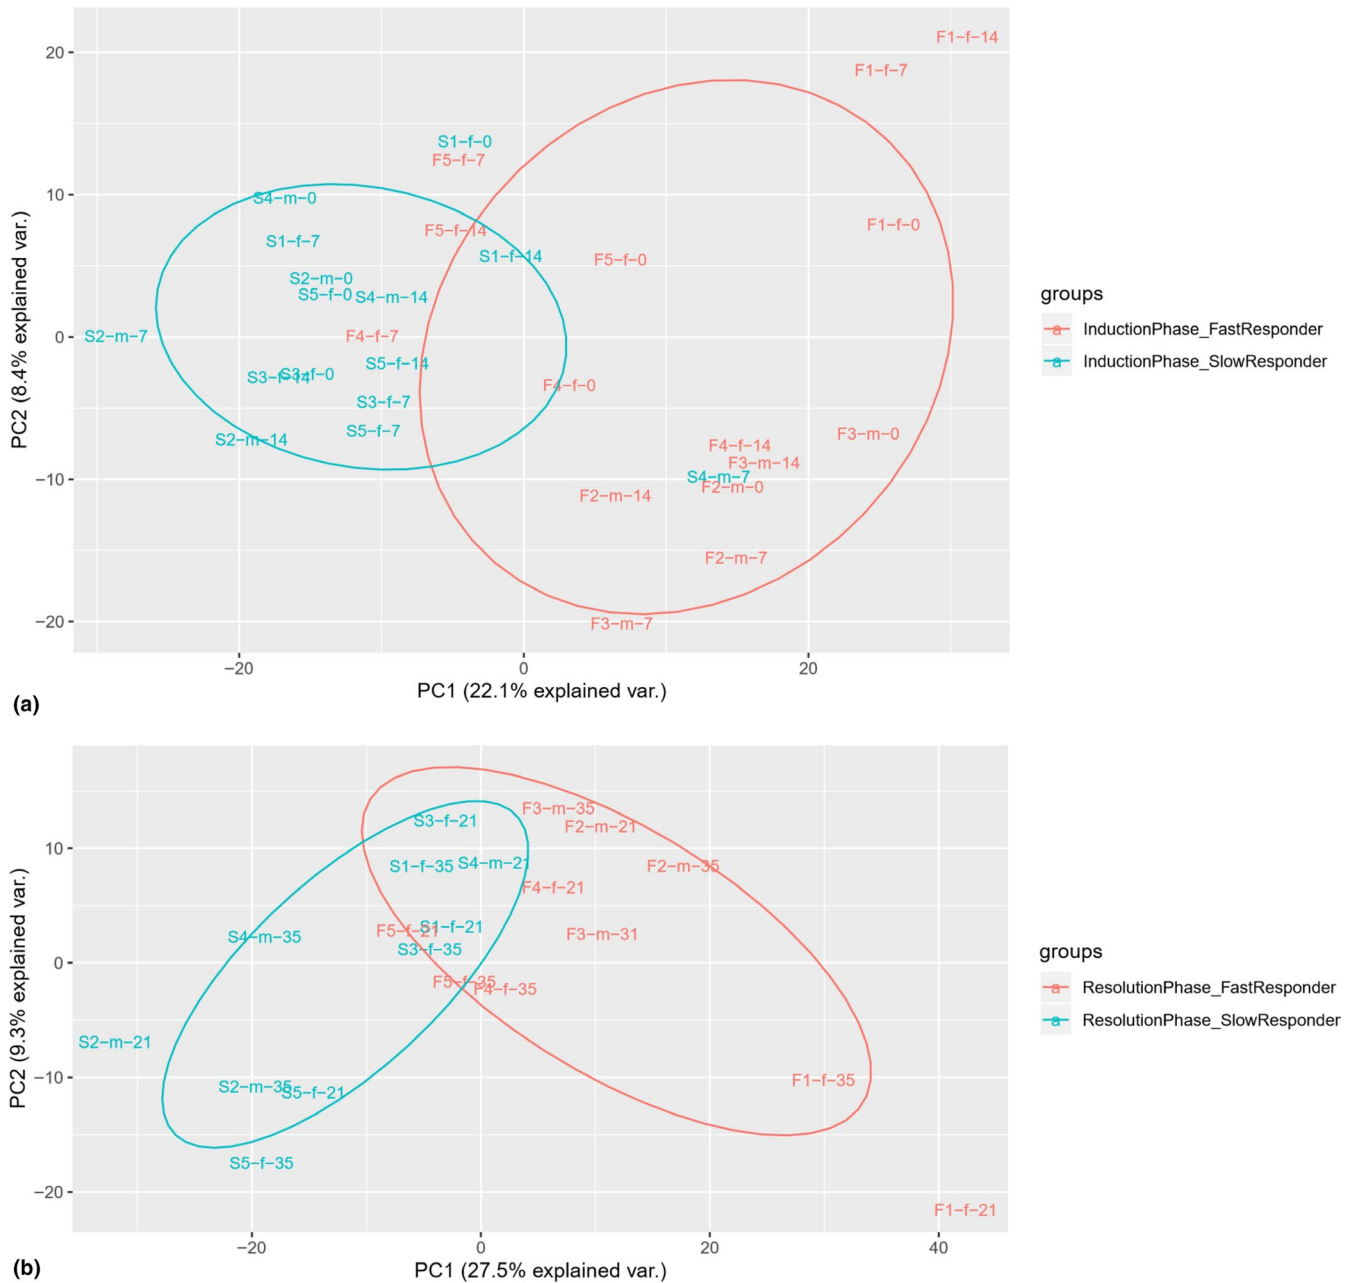 F1−f−14
20
F1−f−7
S1−f−0
F5−f−7
10
S4−m−0
F1−f−0
F5−f−14
S1−f−7
S1−f−14
F5−f−0
S2−m−0
S5−f−0
S4−m−14
0
S2−m−7
F4−f−7
S5−f−14
S3−f−14
S3−f−0
F4−f−0
S3−f−7
S5−f−7
F3−m−0
S2−m−14
F4−f−14
F3−m−14
−10
S4−m−7
F2−m−0
F2−m−14
F2−m−7
−20
F3−m−7
−20 0 20
PC1 (22.1% explained var.)
PC2 (8.4% explained var.)
groups
a InductionPhase_FastResponder
a InductionPhase_SlowResponder
(a)
F3−m−35
S3−f−21
F2−m−21
10
S1−f−35
S4−m−21
F2−m−35
F4−f−21
F5−f−21
S1−f−21
S4−m−35
F3−m−31
S3−f−35
0
F5−f−35
F4−f−35
S2−m−21
−10
F1−f−35
S2−m−35
S5−f−21
S5−f−35
−20
F1−f−21
−20 0 20 40
PC1 (27.5% explained var.)
PC2 (9.3% explained var.)
groups
a ResolutionPhase_FastResponder
a ResolutionPhase_SlowResponder
(b)